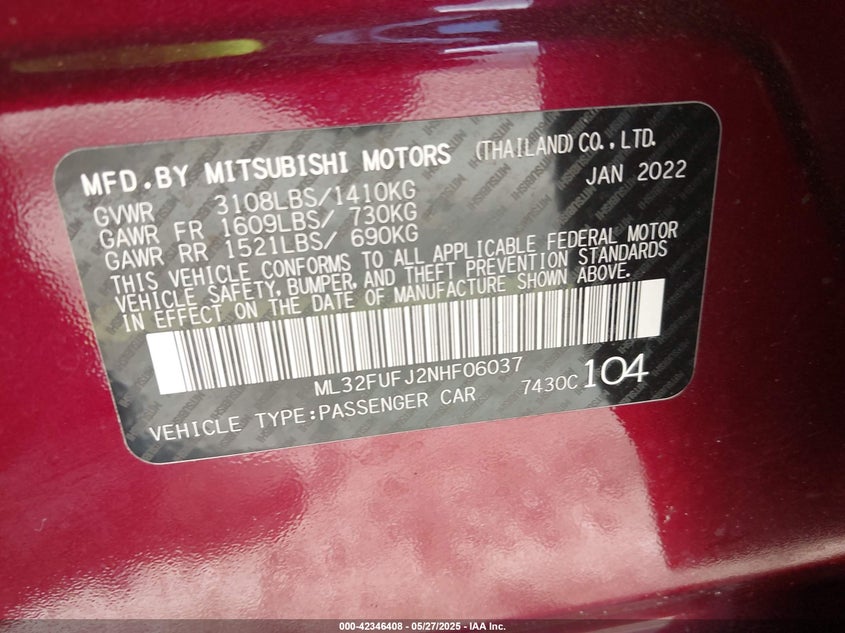 MFD.BY MITSUBISHI MOTORS (THAILAND)CO.,LTD.
GVWR 3108LBS/1410KG JAN 2022
GAWR FR 1609LBS/ 730KG
GAWR RR 1521LBS/ 690KG
THIS VEHICLE CONFORMS TO ALL APPLICABLE FEDERAL MOTOR
VEHICLE SAFETY, BUMPER, AND THEFT PREVENTION STANDARDS
IN EFFECT ON THE DATE OF MANUFACTURE SHOWN ABOVE.
ML32FUFJ2NHF06037
VEHICLE TYPE:PASSENGER CAR 7430C 104
000-42346408 - 05/27/2025 - IAA Inc.